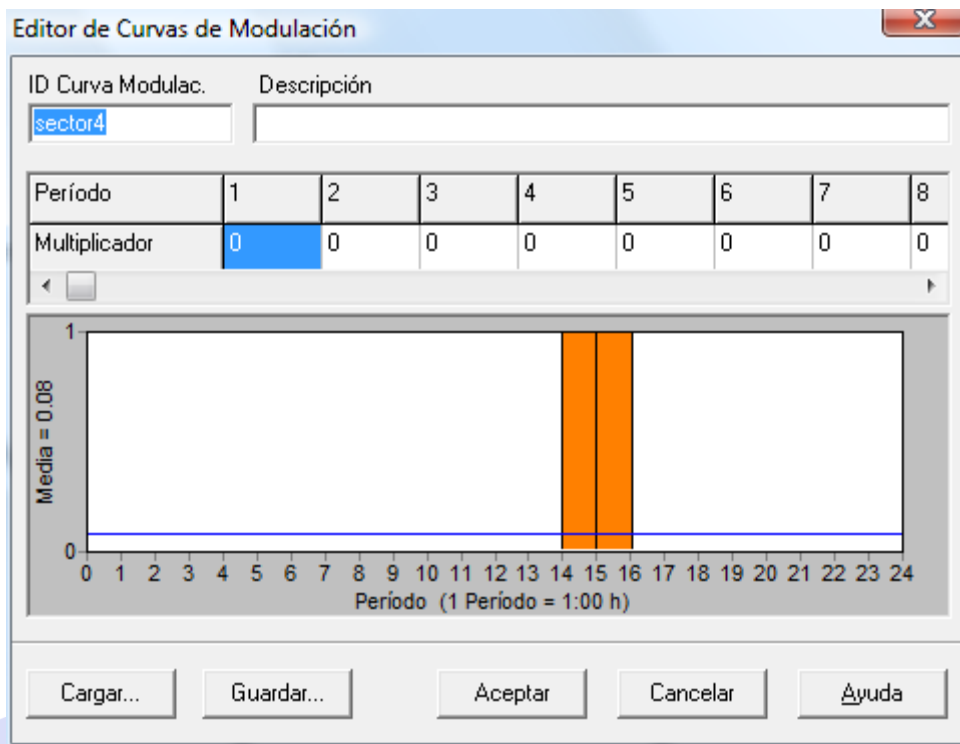 Editor de Curvas de Modulación
ID Curva Modulac. Descripción
sector4
Período 1 2 3 4 5 6 7 8
Multiplicador 0 0 0 0 0 0 0 0
1
Media = 0.08
0
0 1 2 3 4 5 6 7 8 9 10 11 12 13 14 15 16 17 18 19 20 21 22 23 24
Período (1 Período = 1:00 h)
Cargar... Guardar... Aceptar Cancelar Ayuda